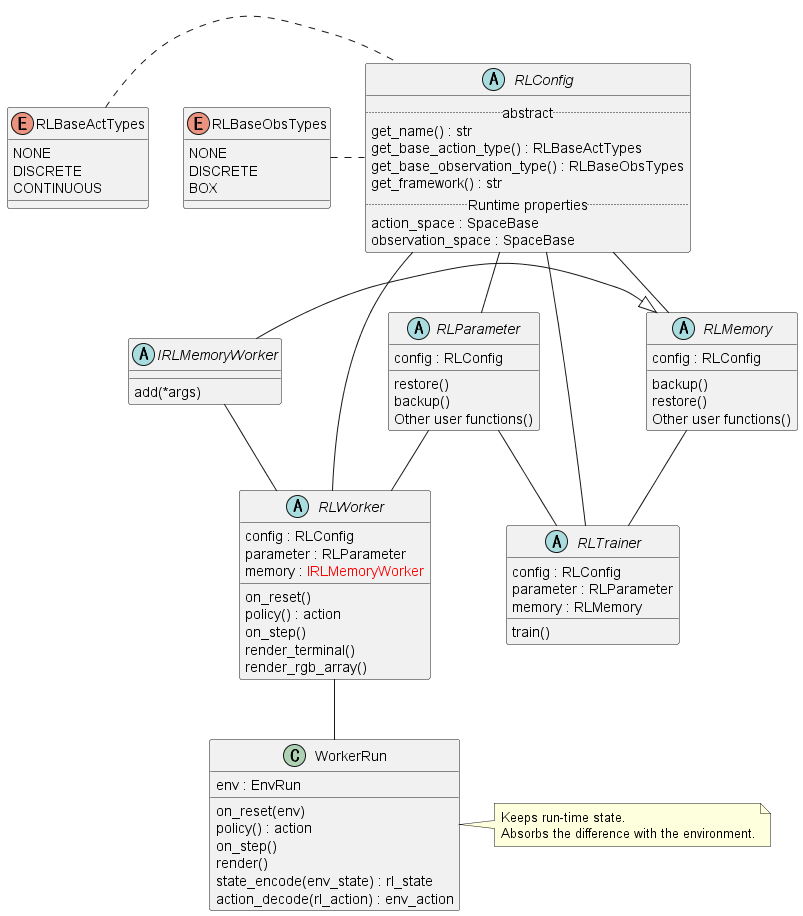 A RLConfig
abstract
get_name() : str
get_base_action_type() : RLBaseActTypes
get_base_observation_type() : RLBaseObsTypes
get_framework() : str
Runtime properties
action_space : SpaceBase
observation_space : SpaceBase
E RLBaseActTypes
NONE
DISCRETE
CONTINUOUS
E RLBaseObsTypes
NONE
DISCRETE
BOX
A IRLMemoryWorker
add(*args)
A RLParameter
config : RLConfig
restore()
backup()
Other user functions()
A RLMemory
config : RLConfig
backup()
restore()
Other user functions()
A RLWorker
config : RLConfig
parameter : RLParameter
memory : IRLMemoryWorker
on_reset()
policy() : action
on_step()
render_terminal()
render_rgb_array()
A RLTrainer
config : RLConfig
parameter : RLParameter
memory : RLMemory
train()
C WorkerRun
env : EnvRun
on_reset(env)
policy() : action
on_step()
render()
state_encode(env_state) : rl_state
action_decode(rl_action) : env_action
Keeps run-time state.
Absorbs the difference with the environment.